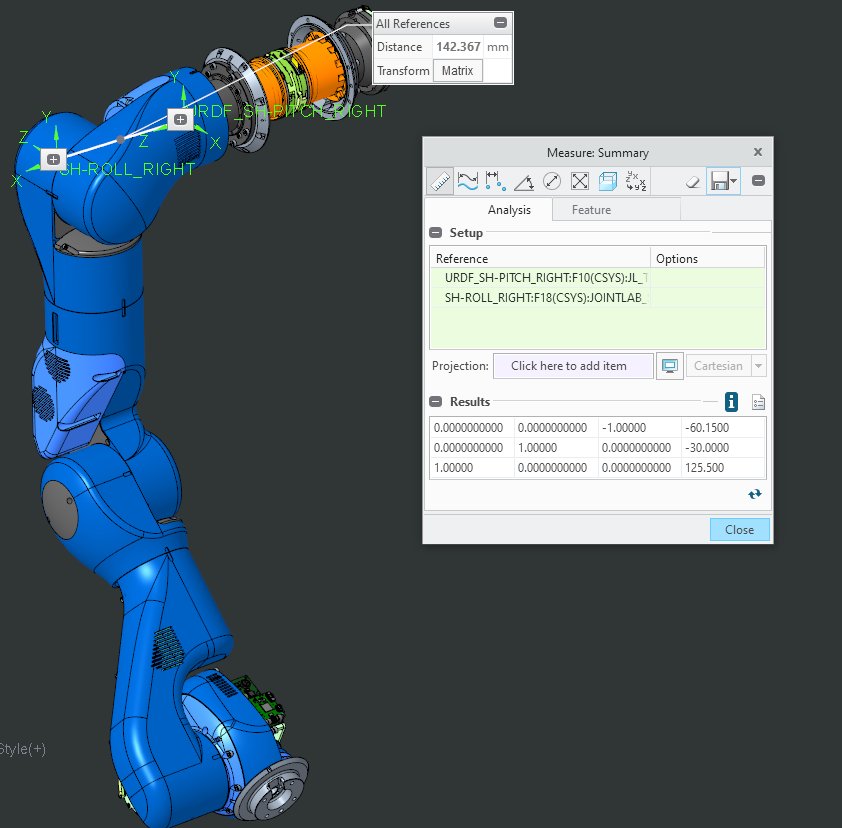 All References
Distance 142.367 mm
Transform Matrix
Y
URDF_SH-PITCH_RIGHT
Y
Z
Z
X
SH-ROLL_RIGHT
X
Measure: Summary
Analysis Feature
Setup
Reference Options
URDF_SH-PITCH_RIGHT:F10(CSYS):JL_T
SH-ROLL_RIGHT:F18(CSYS):JOINTLAB_
Projection: Click here to add item Cartesian
Results
0.0000000000 0.0000000000 -1.00000 -60.1500
0.0000000000 1.00000 0.0000000000 -30.0000
1.00000 0.0000000000 0.0000000000 125.500
Close
Style(+)